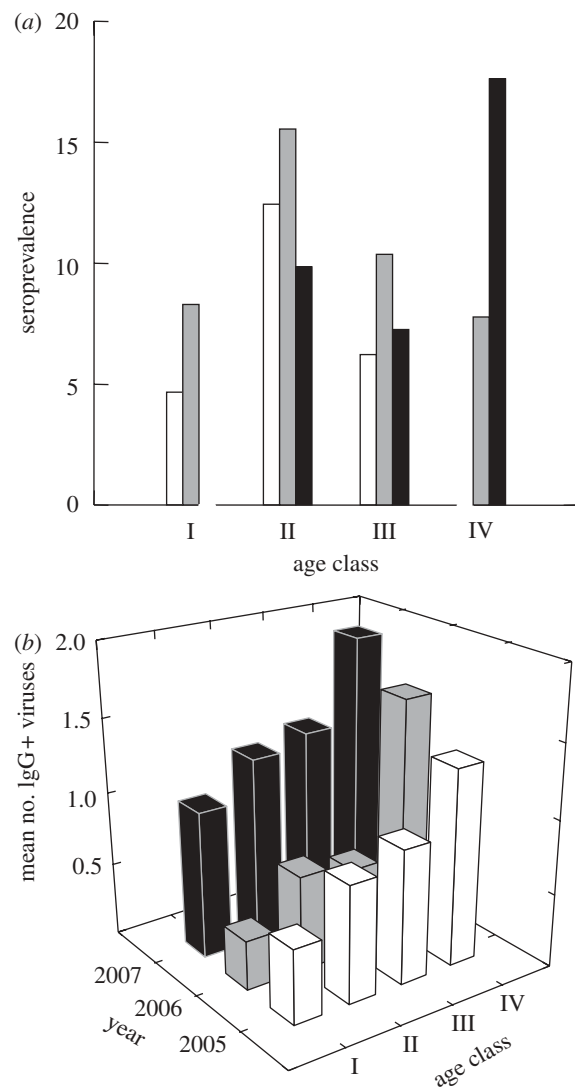 (a)
20
15
10
5
0
seroprevalence
I II III IV
age class
(b)
2.0
1.5
1.0
0.5
mean no. IgG+ viruses
2007
2006
2005
year
I
II
III
IV
age class